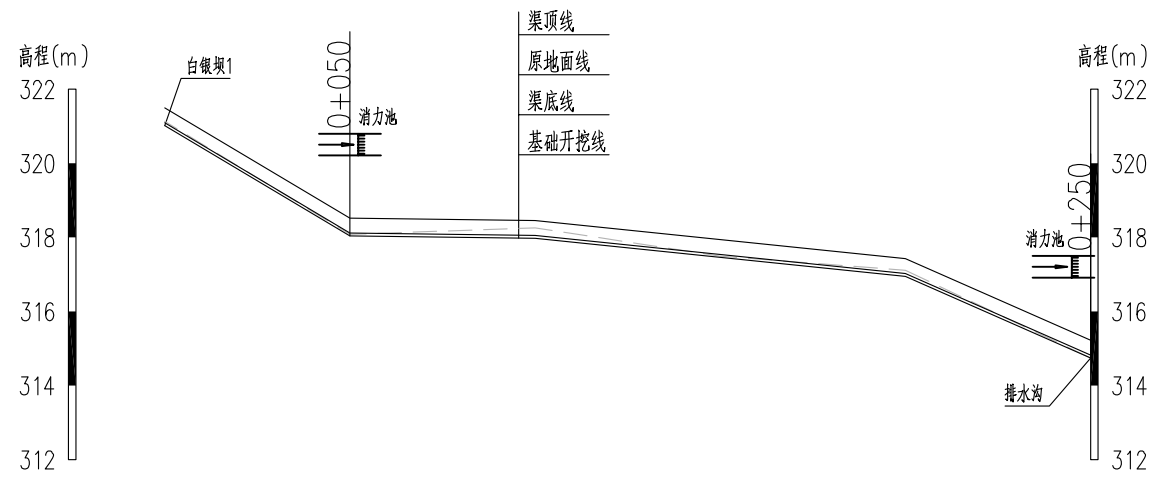 渠顶线
原地面线
渠底线
基础开挖线
高程(m)
322
320
318
316
314
312
白银坝1
0+050
消力池
高程(m)
322
320
318
316
314
312
0+250
消力池
排水沟